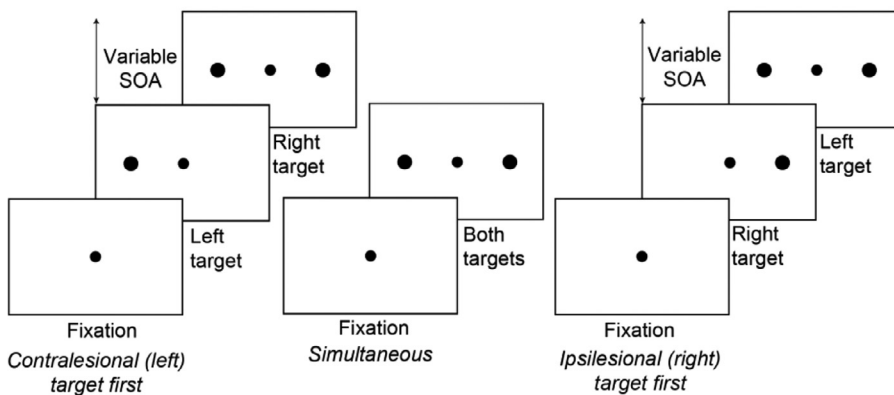 Variable
SOA
Right
target
Left
target
Fixation
Contralesional (left)
target first
Both
targets
Fixation
Simultaneous
Variable
SOA
Left
target
Right
target
Fixation
Ipsilesional (right)
target first